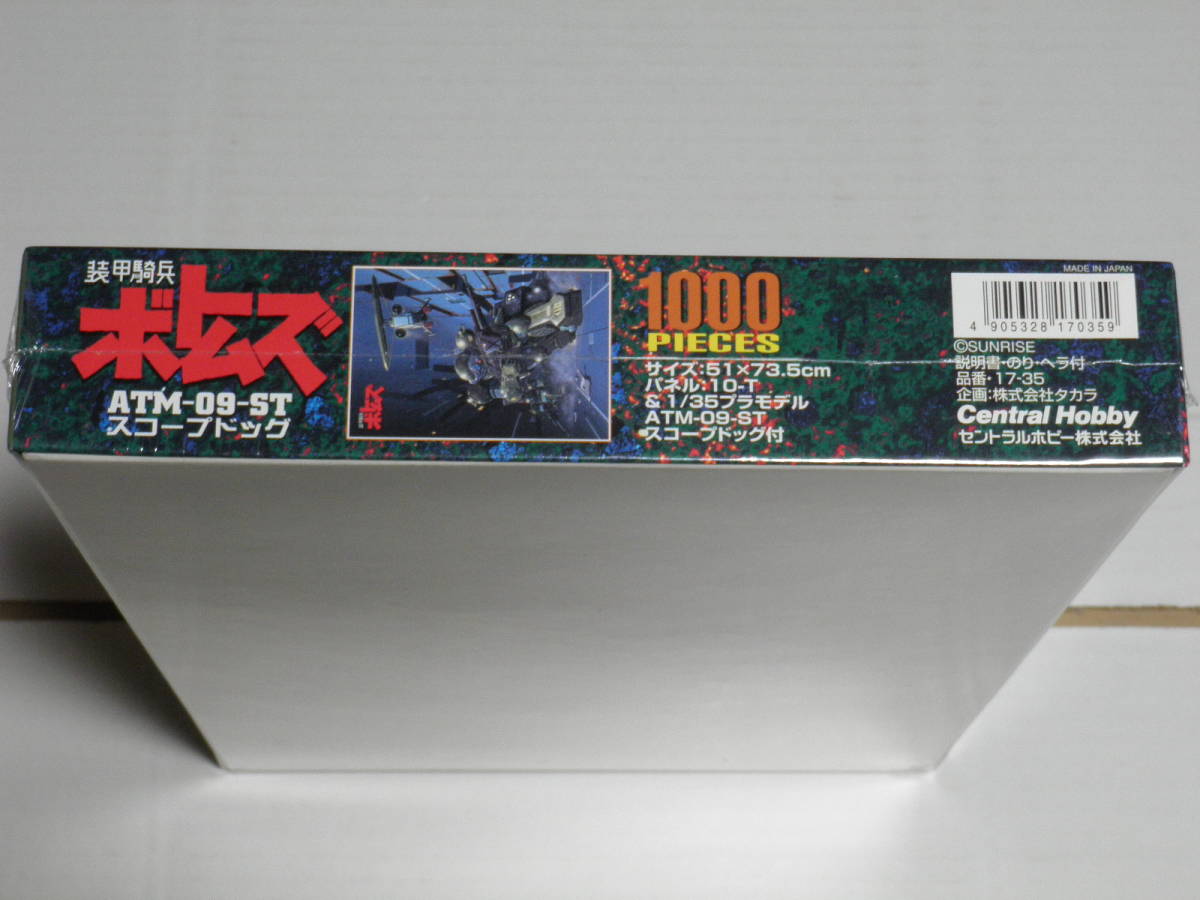 装甲騎兵
ボトムズ
ATM-09-ST
スコープドッグ
ボトムズ
1000
PIECES
サイズ:51×73.5cm
パネル:10-T
& 1/35プラモデル
ATM-09-ST
スコープドッグ付
MADE IN JAPAN
4 905328 170359
©SUNRISE
説明書・のり・ヘラ付
品番・17-35
企画:株式会社タカラ
Central Hobby
セントラルホビー株式会社